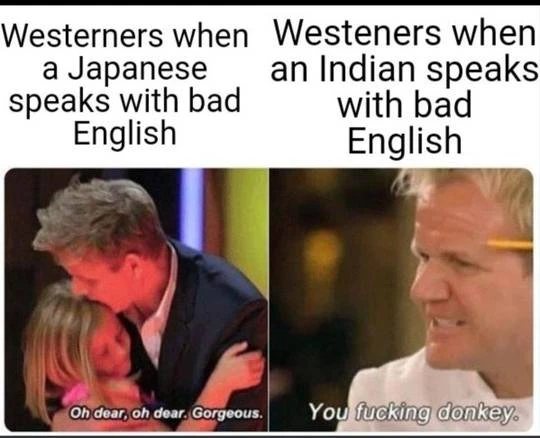 Westerners when
a Japanese
speaks with bad
English
Westeners when
an Indian speaks
with bad
English
Oh dear, oh dear. Gorgeous.
You fucking donkey.